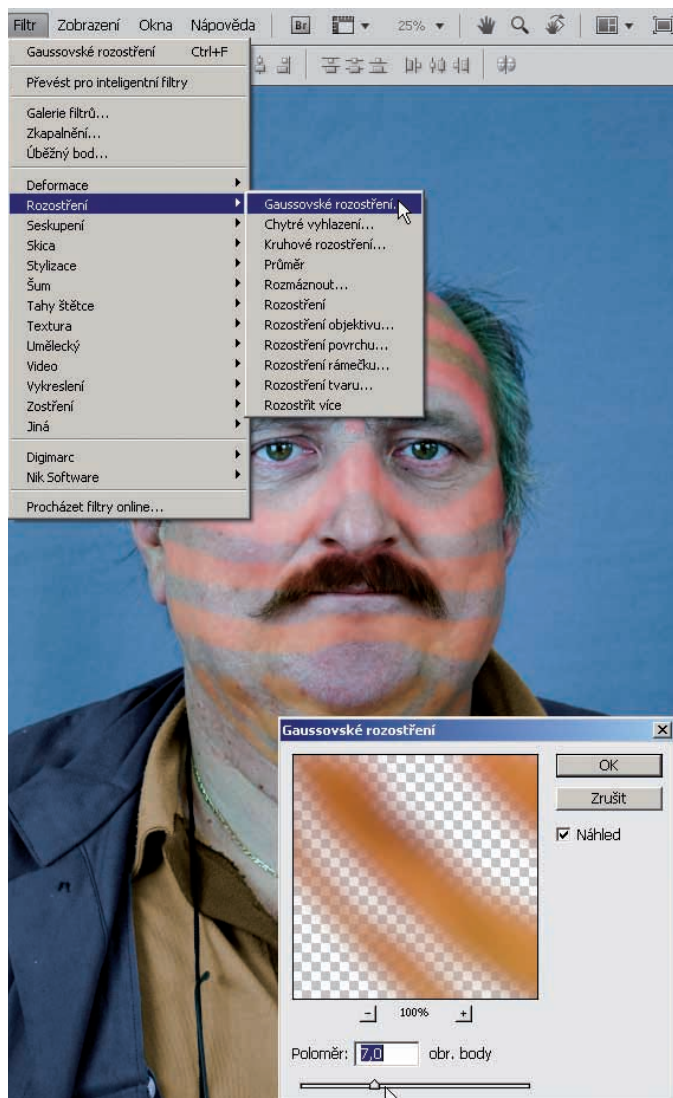 Filtr Zobrazení Okna Nápověda Br 25%
Gaussovské rozostření Ctrl+F
Převést pro inteligentní filtry
Galerie filtrů...
Zkapalnění...
Úběžný bod...
Deformace
Rozostření
Seskupení
Skica
Stylizace
Šum
Tahy štětce
Textura
Umělecký
Video
Vykreslení
Zostření
Jiná
Digimarc
Nik Software
Procházet filtry online...
Gaussovské rozostření...
Chytré vyhlazení...
Kruhové rozostření...
Průměr
Rozmáznout...
Rozostření
Rozostření objektivu...
Rozostření povrchu...
Rozostření rámečku...
Rozostření tvaru...
Rozostřit více
Gaussovské rozostření
OK
Zrušit
Náhled
- 100% +
Poloměr: 7,0 obr. body